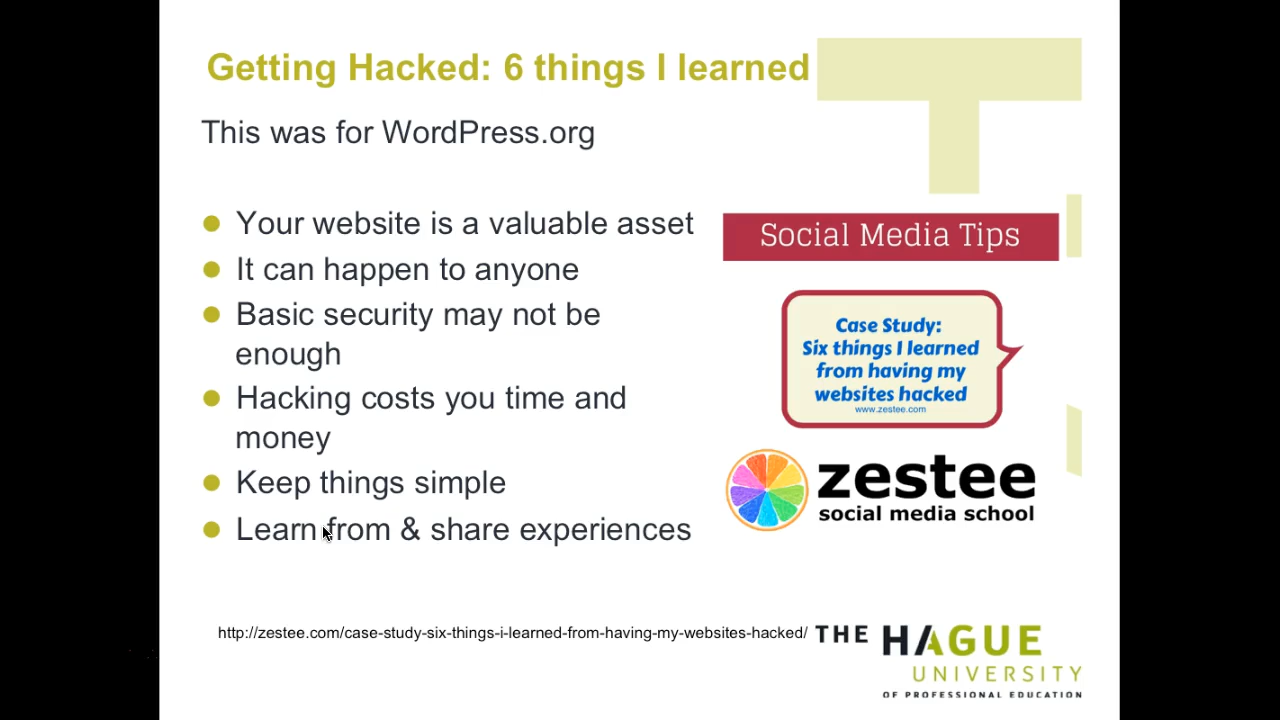 Getting Hacked: 6 things I learned
This was for WordPress.org
Your website is a valuable asset
It can happen to anyone
Basic security may not be
enough
Hacking costs you time and
money
Keep things simple
Learn from & share experiences
Social Media Tips
Case Study:
Six things I learned
from having my
websites hacked
www.zestee.com
zestee
social media school
http://zestee.com/case-study-six-things-i-learned-from-having-my-websites-hacked/
THE HAGUE
UNIVERSITY
OF PROFESSIONAL EDUCATION